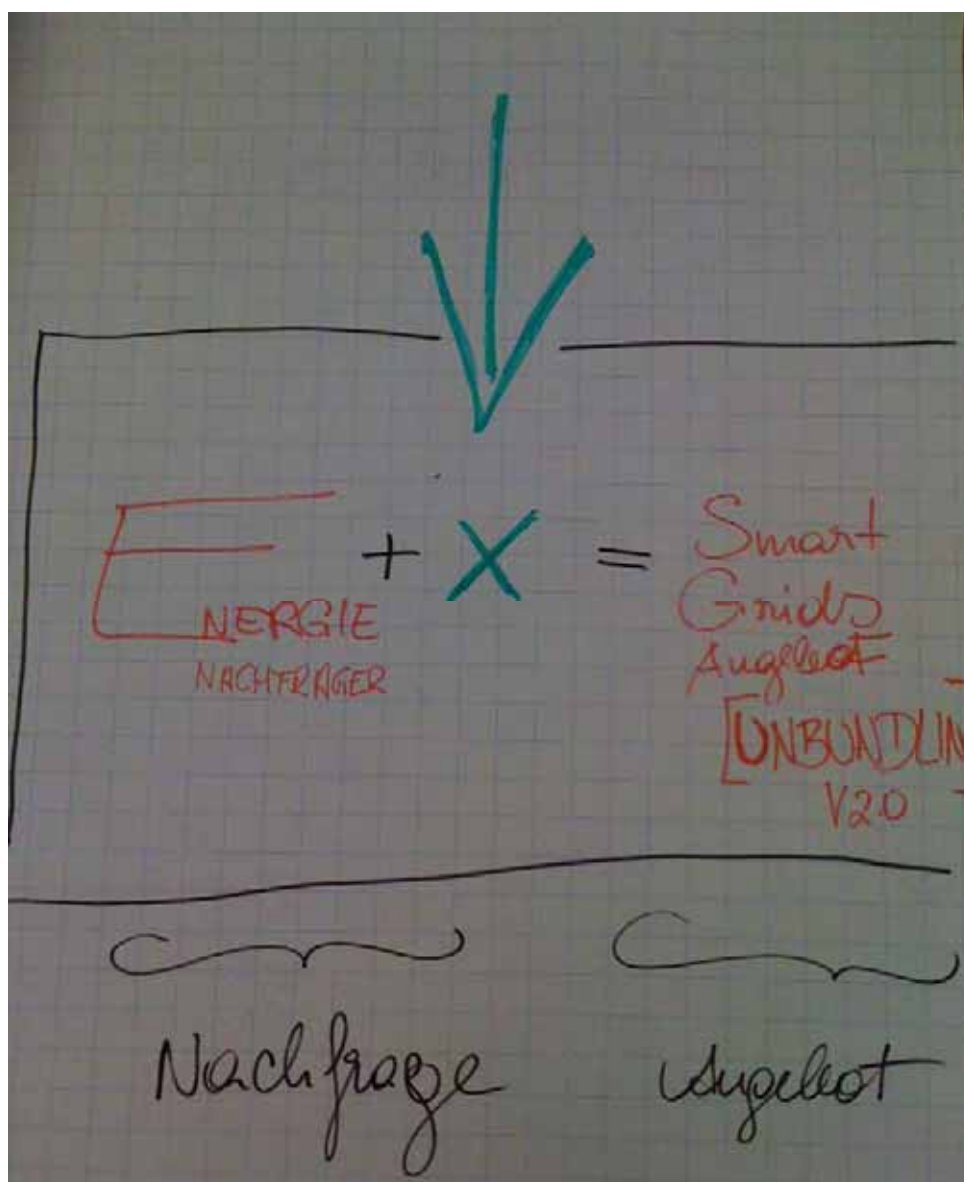 ENERGIE + X = Smart
Grids
NACHFRAGER
Angebot
[UNBUNDLIN
V2.0
Nachfrage
Angebot